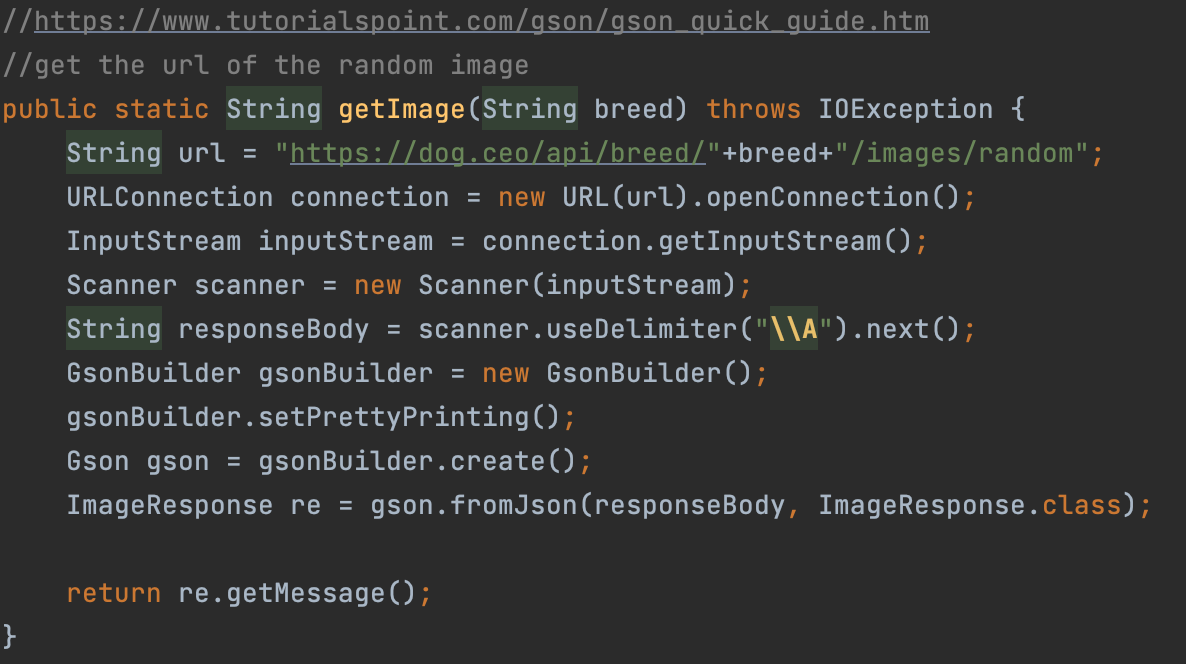 //https://www.tutorialspoint.com/gson/gson_quick_guide.htm
//get the url of the random image
public static String getImage(String breed) throws IOException {
    String url = "https://dog.ceo/api/breed/"+breed+"/images/random";
    URLConnection connection = new URL(url).openConnection();
    InputStream inputStream = connection.getInputStream();
    Scanner scanner = new Scanner(inputStream);
    String responseBody = scanner.useDelimiter("\\A").next();
    GsonBuilder gsonBuilder = new GsonBuilder();
    gsonBuilder.setPrettyPrinting();
    Gson gson = gsonBuilder.create();
    ImageResponse re = gson.fromJson(responseBody, ImageResponse.class);

    return re.getMessage();
}